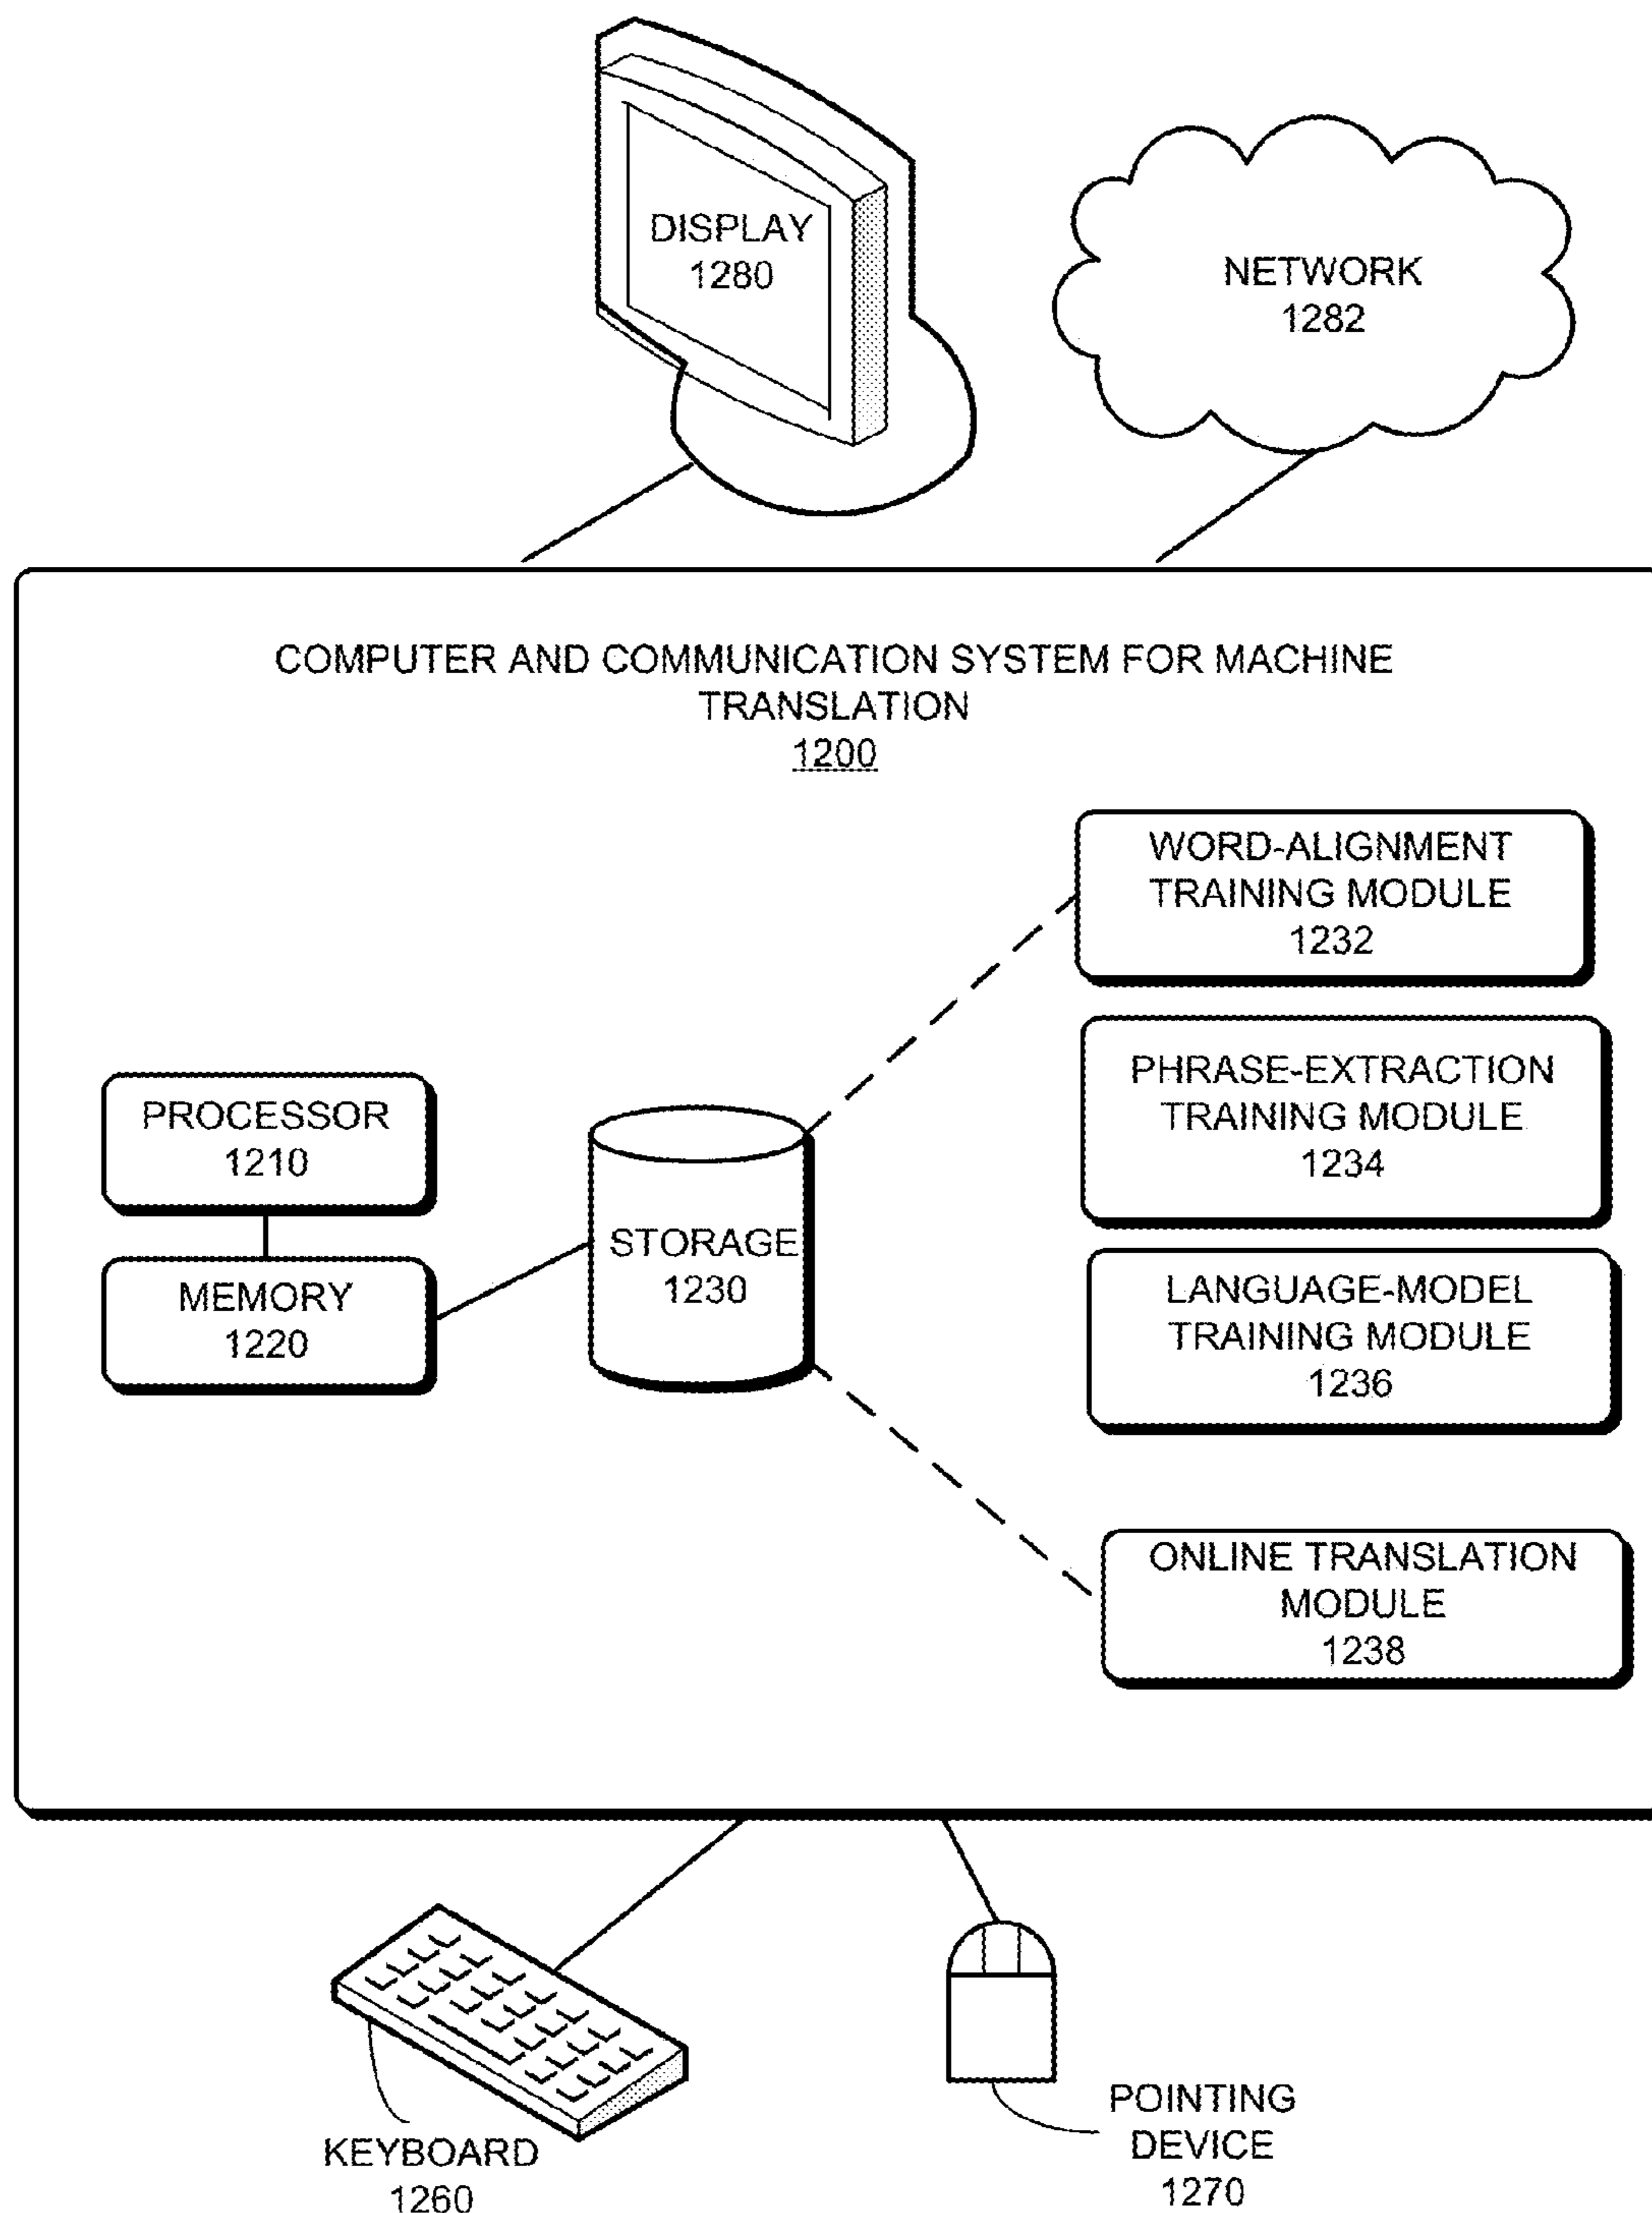 DISPLAY
1280
NETWORK
1282
COMPUTER AND COMMUNICATION SYSTEM FOR MACHINE
TRANSLATION
1200
WORD-ALIGNMENT
TRAINING MODULE
1232
PHRASE-EXTRACTION
TRAINING MODULE
1234
PROCESSOR
1210
MEMORY
1220
STORAGE
1230
LANGUAGE-MODEL
TRAINING MODULE
1236
ONLINE TRANSLATION
MODULE
1238
KEYBOARD
1260
POINTING
DEVICE
1270